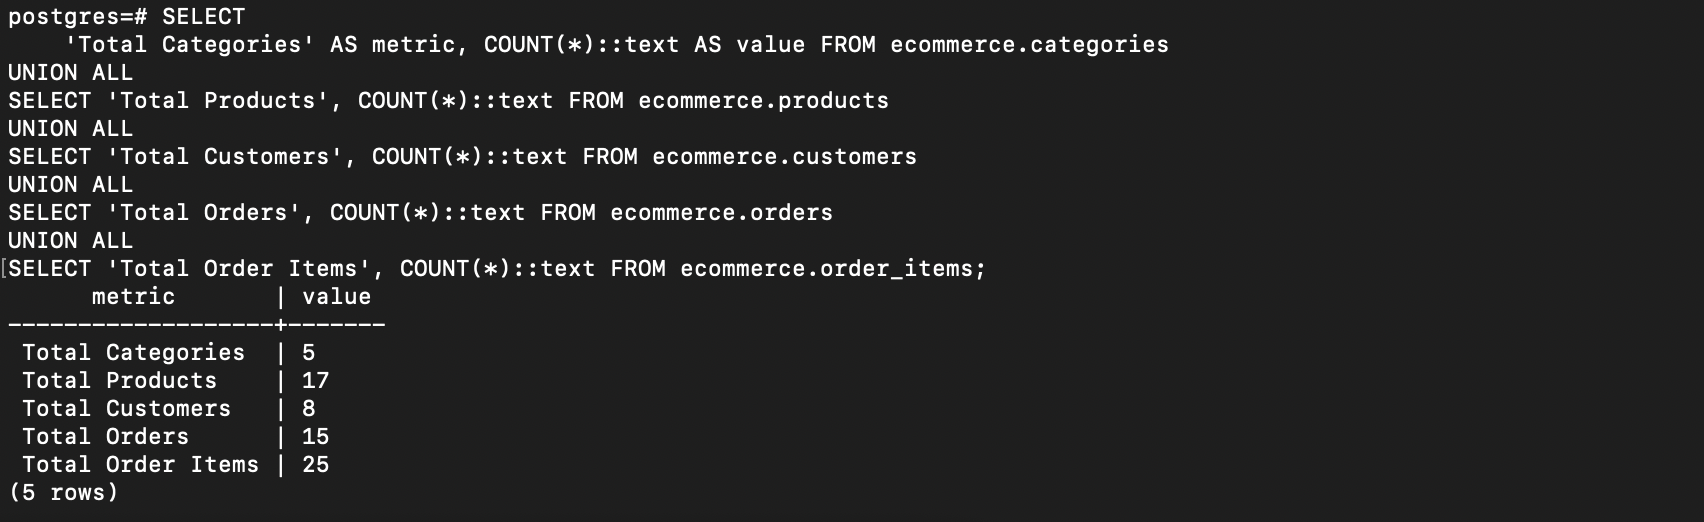 postgres=# SELECT
    'Total Categories' AS metric, COUNT(*)::text AS value FROM ecommerce.categories
UNION ALL
SELECT 'Total Products', COUNT(*)::text FROM ecommerce.products
UNION ALL
SELECT 'Total Customers', COUNT(*)::text FROM ecommerce.customers
UNION ALL
SELECT 'Total Orders', COUNT(*)::text FROM ecommerce.orders
UNION ALL
[SELECT 'Total Order Items', COUNT(*)::text FROM ecommerce.order_items;
      metric       | value
-------------------+-------
 Total Categories  | 5
 Total Products    | 17
 Total Customers   | 8
 Total Orders      | 15
 Total Order Items | 25
(5 rows)